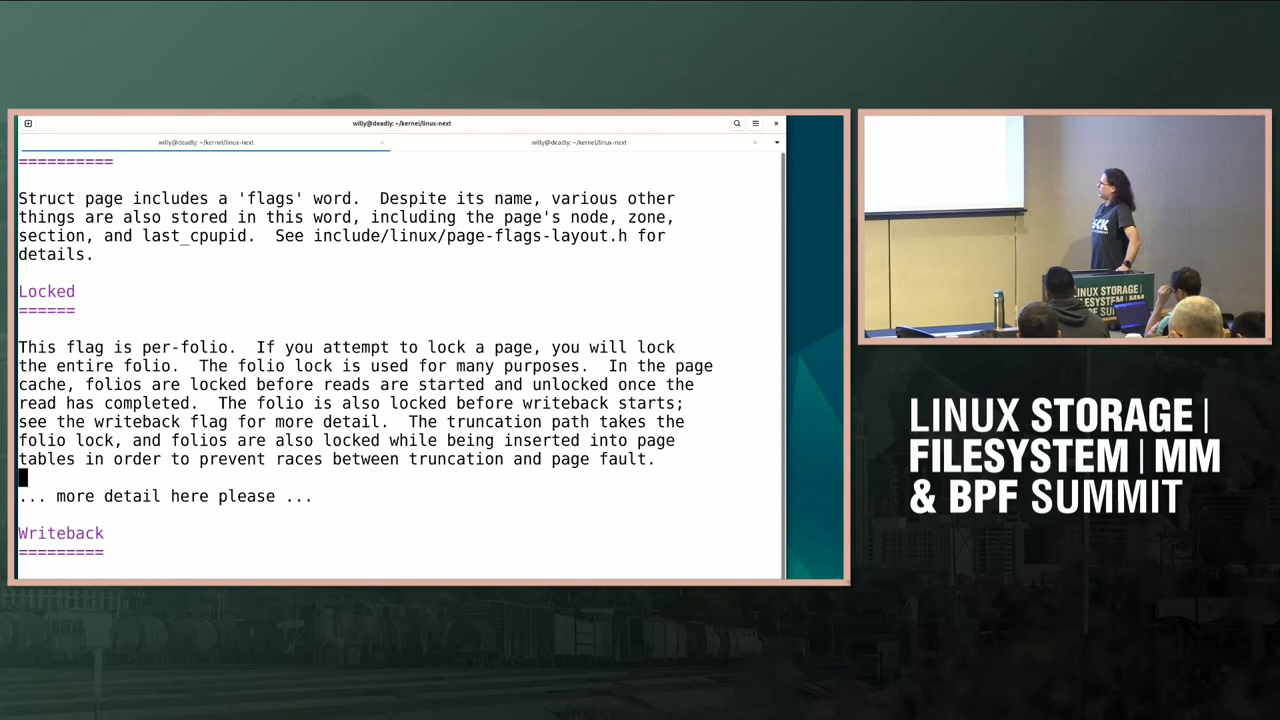 willy@deadly: ~/kernel/linux-next
willy@deadly: ~/kernel/linux-next
willy@deadly: ~/kernel/linux-next
==========
Struct page includes a 'flags' word.  Despite its name, various other
things are also stored in this word, including the page's node, zone,
section, and last_cpupid.  See include/linux/page-flags-layout.h for
details.
Locked
======
This flag is per-folio.  If you attempt to lock a page, you will lock
the entire folio.  The folio lock is used for many purposes.  In the page
cache, folios are locked before reads are started and unlocked once the
read has completed.  The folio is also locked before writeback starts;
see the writeback flag for more detail.  The truncation path takes the
folio lock, and folios are also locked while being inserted into page
tables in order to prevent races between truncation and page fault.
... more detail here please ...
Writeback
=========
LINUX STORAGE|
FILESYSTEM|MM
LINUX STORAGE|
FILESYSTEM|MM
& BPF SUMMIT